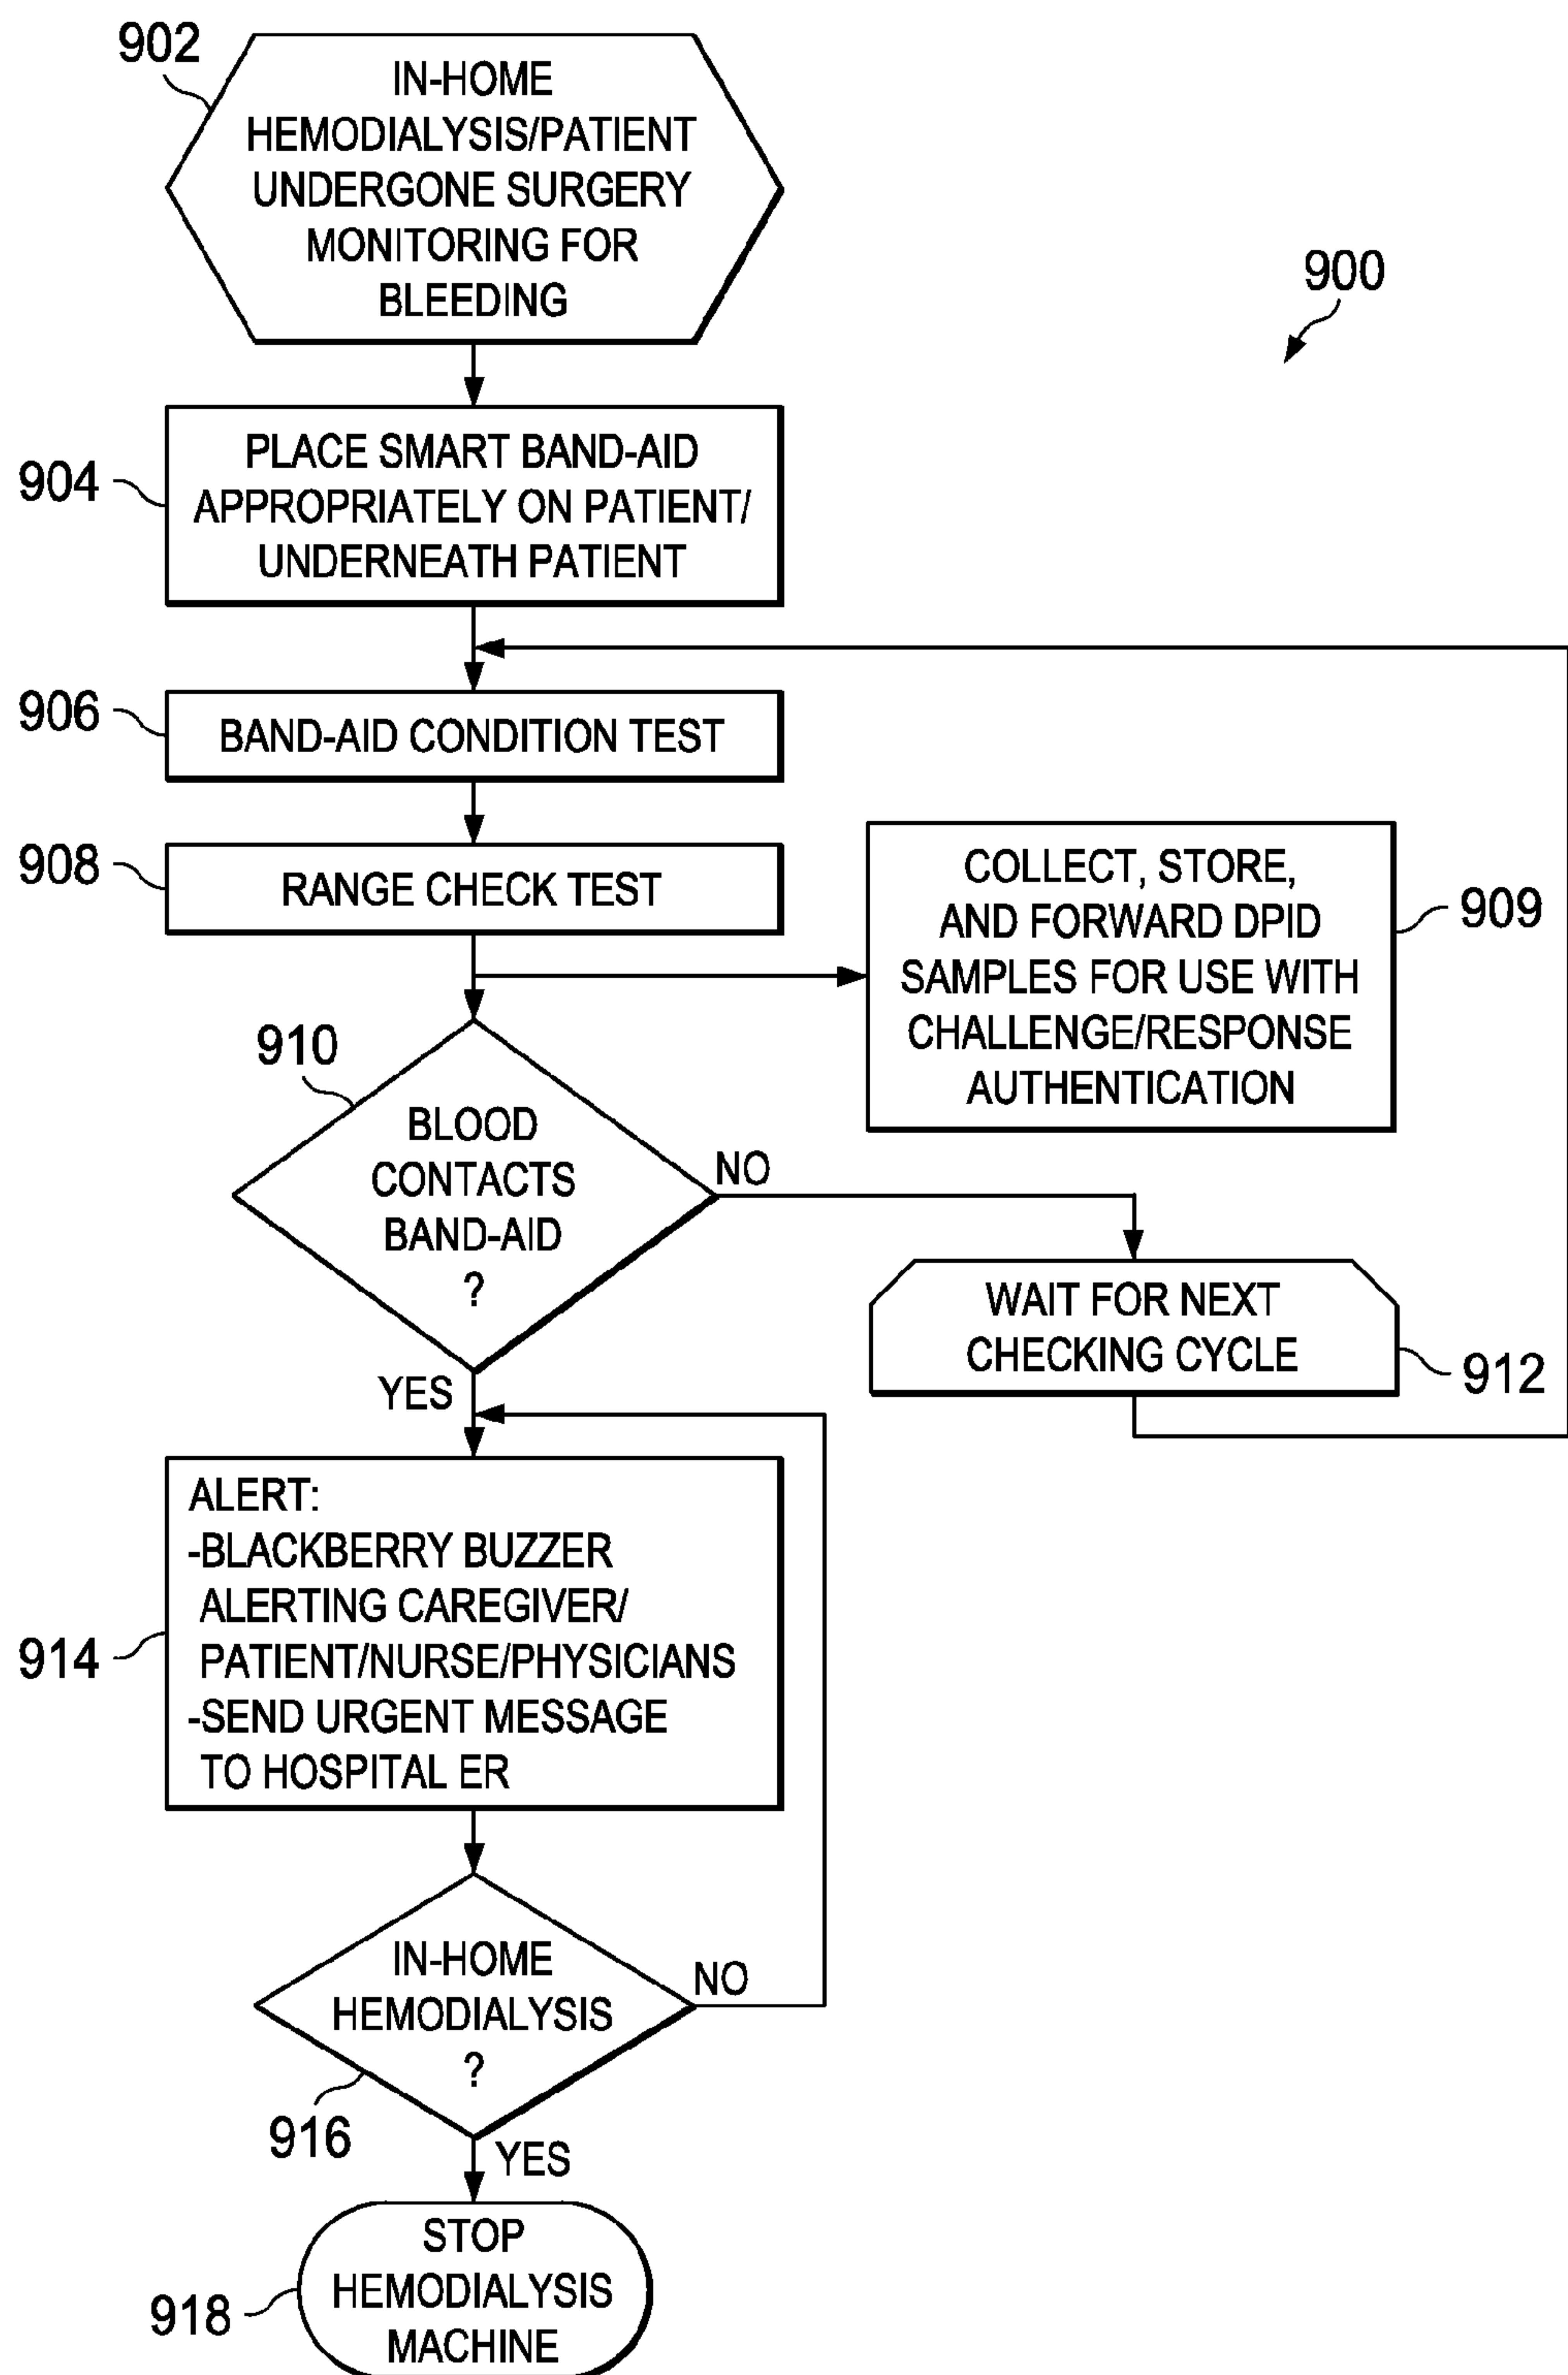 902
IN-HOME
HEMODIALYSIS/PATIENT
UNDERGONE SURGERY
MONITORING FOR
BLEEDING
900
904
PLACE SMART BAND-AID
APPROPRIATELY ON PATIENT/
UNDERNEATH PATIENT
906
BAND-AID CONDITION TEST
908
RANGE CHECK TEST
COLLECT, STORE,
AND FORWARD DPID
SAMPLES FOR USE WITH
CHALLENGE/RESPONSE
AUTHENTICATION
909
910
BLOOD
CONTACTS
BAND-AID
?
NO
WAIT FOR NEXT
CHECKING CYCLE
912
YES
914
ALERT:
-BLACKBERRY BUZZER
ALERTING CAREGIVER/
PATIENT/NURSE/PHYSICIANS
-SEND URGENT MESSAGE
TO HOSPITAL ER
IN-HOME
HEMODIALYSIS
?
NO
916
YES
918
STOP
HEMODIALYSIS
MACHINE